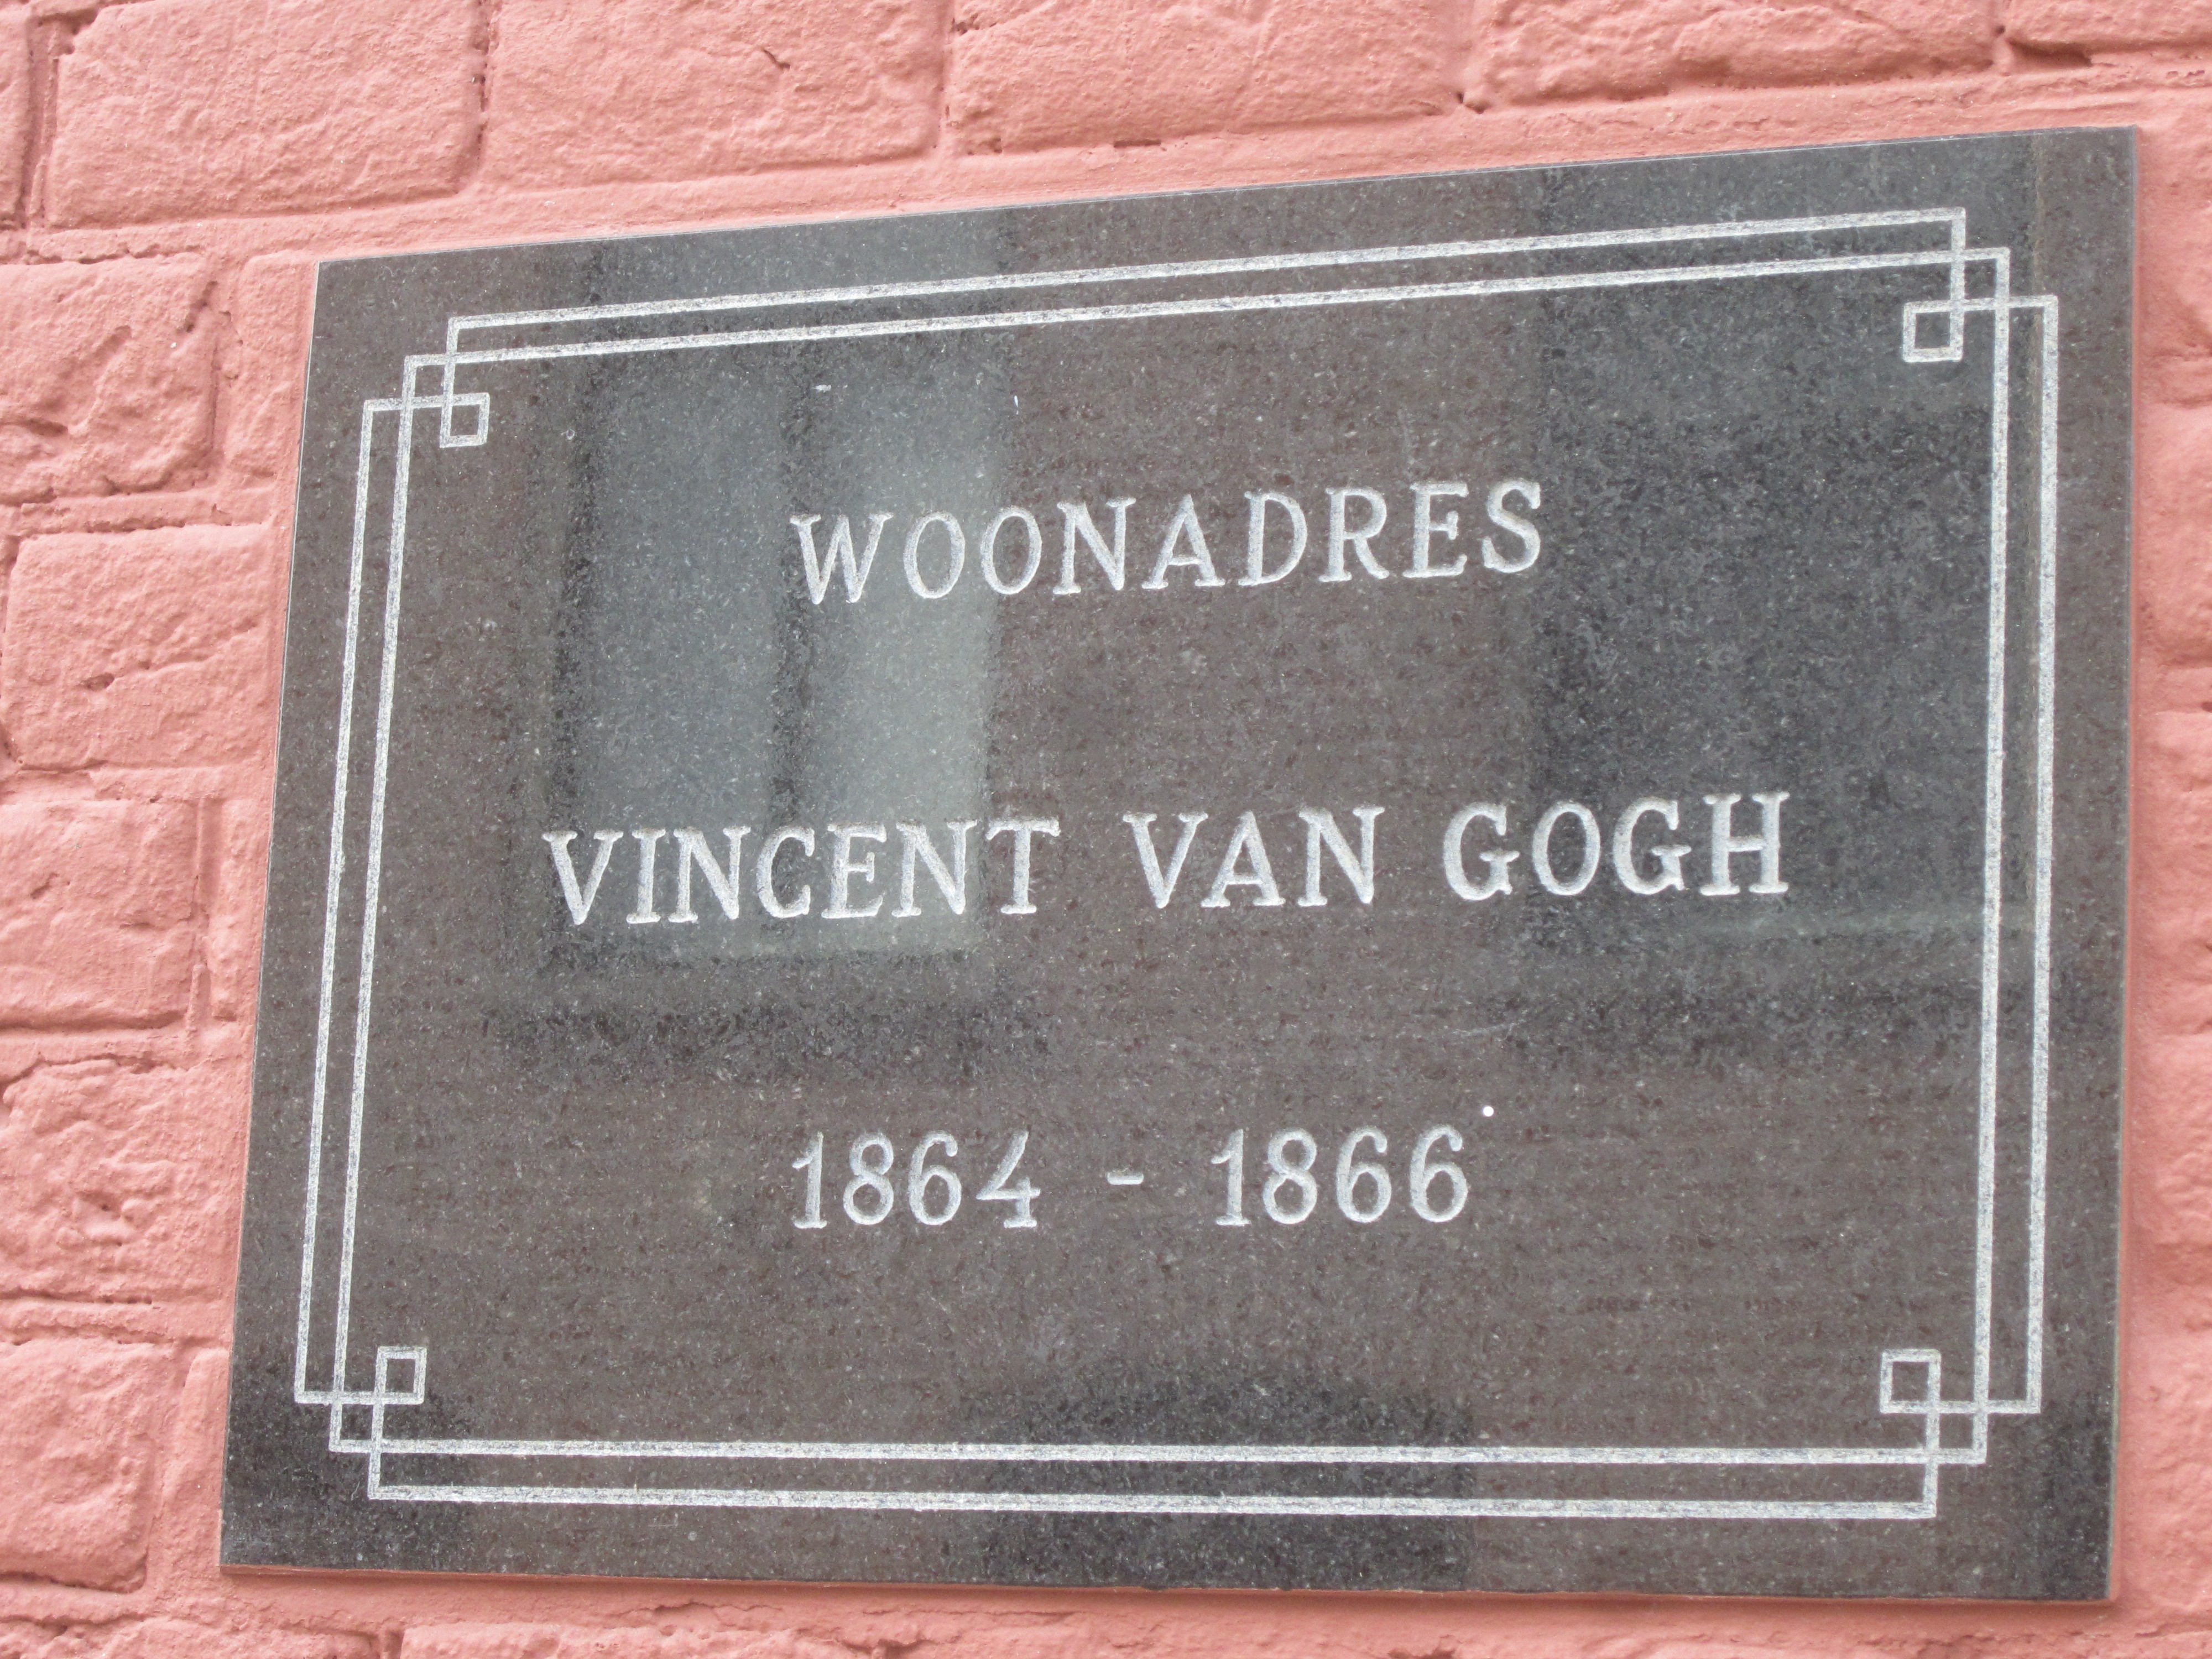 WOONADRES
VINCENT VAN GOGH
1864 - 1866